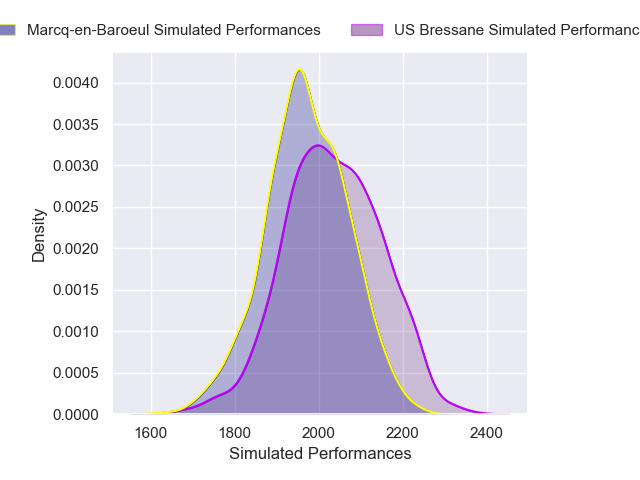 Marcq-en-Baroeul Simulated Performances US Bressane Simulated Performanc
0.0040
0.0035
0.0030
0.0025
0.0020
0.0015
0.0010
0.0005
0.0000
Density
1600 1800 2000 2200 2400
Simulated Performances